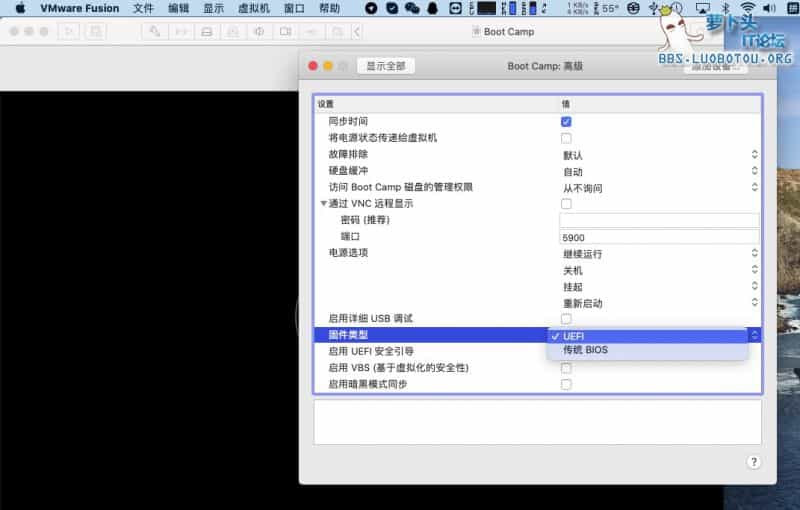 VMware Fusion 文件 编辑 显示 虚拟机 窗口 帮助 55°
萝卜头
IT论坛
BBS.LUOBOTOU.ORG
Boot Camp
显示全部 Boot Camp: 高级
设置 值
同步时间
将电源状态传递给虚拟机
故障排除 默认
硬盘缓冲 自动
访问 Boot Camp 磁盘的管理权限 从不询问
通过 VNC 远程显示
密码 (推荐)
端口 5900
电源选项 继续运行
关机
挂起
重新启动
启用详细 USB 调试
固件类型 UEFI
传统 BIOS
启用 UEFI 安全引导
启用 VBS (基于虚拟化的安全性)
启用暗黑模式同步
?